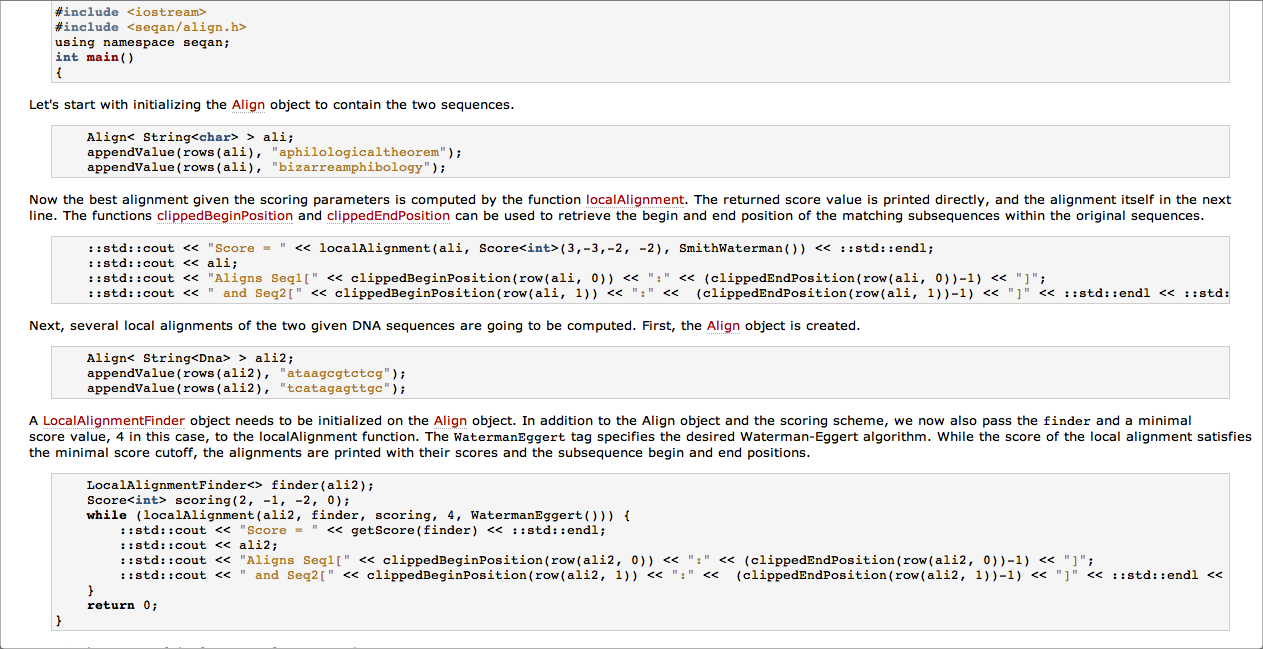 #include <iostream>
#include <seqan/align.h>
using namespace seqan;
int main()
{
Let's start with initializing the Align object to contain the two sequences.
Align< String<char> > ali;
appendValue(rows(ali), "aphilologicaltheorem");
appendValue(rows(ali), "bizarreamphibology");
Now the best alignment given the scoring parameters is computed by the function localAlignment. The returned score value is printed directly, and the alignment itself in the next
line. The functions clippedBeginPosition and clippedEndPosition can be used to retrieve the begin and end position of the matching subsequences within the original sequences.
::std::cout << "Score = " << localAlignment(ali, Score<int>(3,-3,-2, -2), SmithWaterman()) << ::std::endl;
::std::cout << ali;
::std::cout << "Aligns Seq1[" << clippedBeginPosition(row(ali, 0)) << ":" << (clippedEndPosition(row(ali, 0))-1) << "]";
::std::cout << " and Seq2[" << clippedBeginPosition(row(ali, 1)) << ":" <<  (clippedEndPosition(row(ali, 1))-1) << "]" << ::std::endl << ::std:
Next, several local alignments of the two given DNA sequences are going to be computed. First, the Align object is created.
Align< String<Dna> > ali2;
appendValue(rows(ali2), "ataagcgtctcg");
appendValue(rows(ali2), "tcatagagttgc");
A LocalAlignmentFinder object needs to be initialized on the Align object. In addition to the Align object and the scoring scheme, we now also pass the finder and a minimal
score value, 4 in this case, to the localAlignment function. The WatermanEggert tag specifies the desired Waterman-Eggert algorithm. While the score of the local alignment satisfies
the minimal score cutoff, the alignments are printed with their scores and the subsequence begin and end positions.
LocalAlignmentFinder<> finder(ali2);
Score<int> scoring(2, -1, -2, 0);
while (localAlignment(ali2, finder, scoring, 4, WatermanEggert())) {
::std::cout << "Score = " << getScore(finder) << ::std::endl;
::std::cout << ali2;
::std::cout << "Aligns Seq1[" << clippedBeginPosition(row(ali2, 0)) << ":" << (clippedEndPosition(row(ali2, 0))-1) << "]";
::std::cout << " and Seq2[" << clippedBeginPosition(row(ali2, 1)) << ":" <<  (clippedEndPosition(row(ali2, 1))-1) << "]" << ::std::endl <<
}
return 0;
}